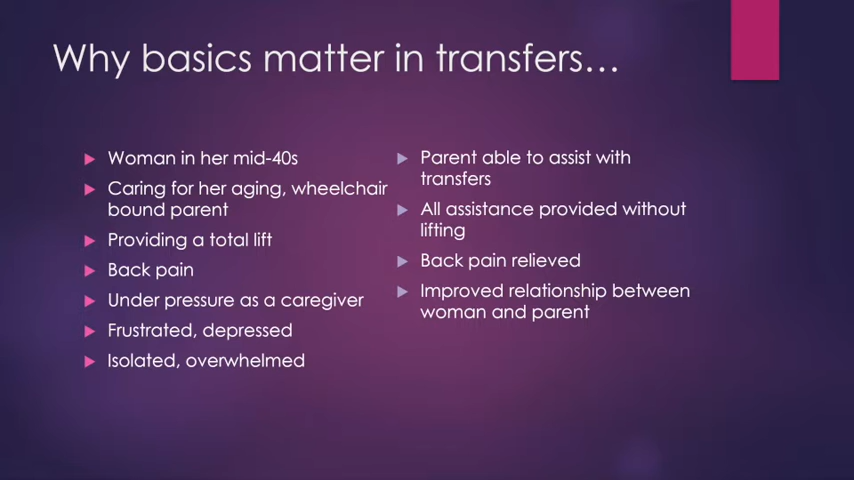 Why basics matter in transfers…
Woman in her mid-40s
Caring for her aging, wheelchair
bound parent
Providing a total lift
Back pain
Under pressure as a caregiver
Frustrated, depressed
Isolated, overwhelmed
Parent able to assist with
transfers
All assistance provided without
lifting
Back pain relieved
Improved relationship between
woman and parent